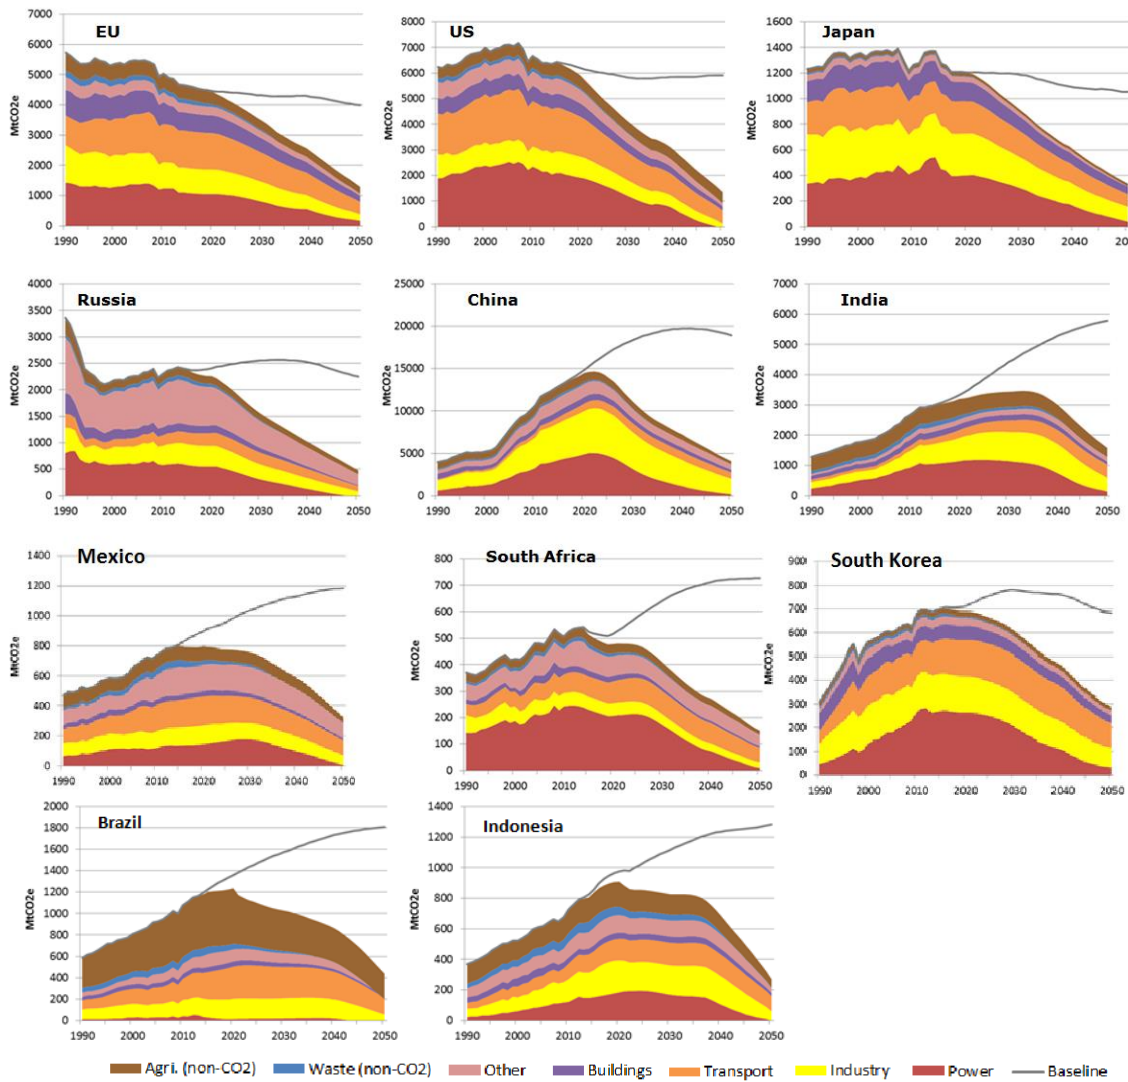 EU
7000
6000
5000
4000
3000
2000
1000
0
MtCO2e
1990 2000 2010 2020 2030 2040 2050
US
8000
7000
6000
5000
4000
3000
2000
1000
0
MtCO2e
1990 2000 2010 2020 2030 2040 2050
Japan
1600
1400
1200
1000
800
600
400
200
0
MtCO2e
1990 2000 2010 2020 2030 2040 2050
Russia
4000
3500
3000
2500
2000
1500
1000
500
0
MtCO2e
1990 2000 2010 2020 2030 2040 2050
China
25000
20000
15000
10000
5000
0
MtCO2e
1990 2000 2010 2020 2030 2040 2050
India
7000
6000
5000
4000
3000
2000
1000
0
MtCO2e
1990 2000 2010 2020 2030 2040 2050
Mexico
1400
1200
1000
800
600
400
200
0
MtCO2e
1990 2000 2010 2020 2030 2040 2050
South Africa
800
700
600
500
400
300
200
100
0
MtCO2e
1990 2000 2010 2020 2030 2040 2050
South Korea
900
800
700
600
500
400
300
200
100
0
MtCO2e
1990 2000 2010 2020 2030 2040 2050
Brazil
2000
1800
1600
1400
1200
1000
800
600
400
200
0
MtCO2e
1990 2000 2010 2020 2030 2040 2050
Indonesia
1400
1200
1000
800
600
400
200
0
MtCO2e
1990 2000 2010 2020 2030 2040 2050
Agri. (non-CO2) Waste (non-CO2) Other Buildings Transport Industry Power Baseline